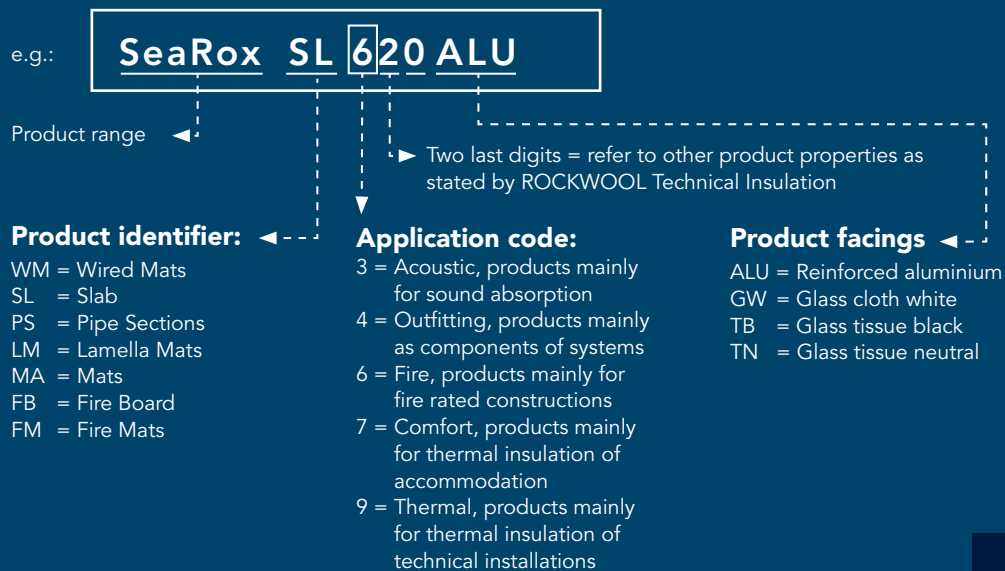 e.g.:
SeaRox SL 620 ALU
Product range
Two last digits = refer to other product properties as
stated by ROCKWOOL Technical Insulation
Product identifier:
WM = Wired Mats
SL = Slab
PS = Pipe Sections
LM = Lamella Mats
MA = Mats
FB = Fire Board
FM = Fire Mats
Application code:
3 = Acoustic, products mainly
for sound absorption
4 = Outfitting, products mainly
as components of systems
6 = Fire, products mainly for
fire rated constructions
7 = Comfort, products mainly
for thermal insulation of
accommodation
9 = Thermal, products mainly
for thermal insulation of
technical installations
Product facings
ALU = Reinforced aluminium
GW = Glass cloth white
TB = Glass tissue black
TN = Glass tissue neutral